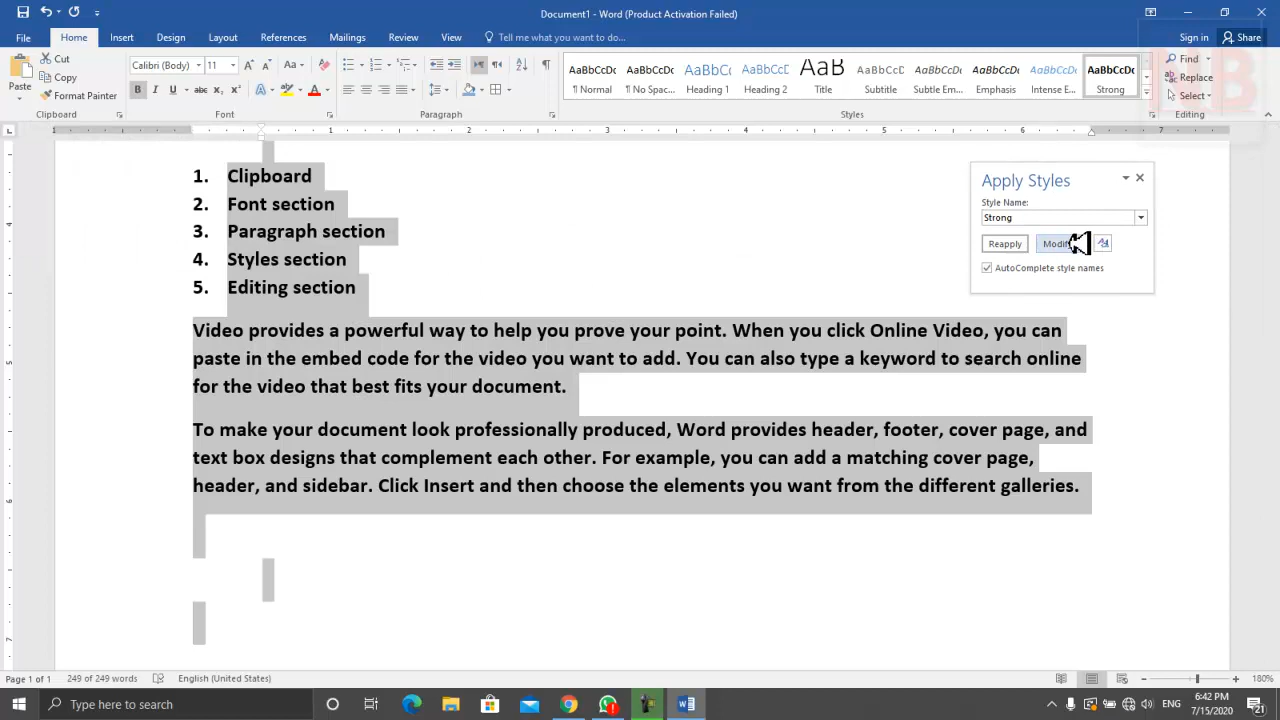 Document1 - Word (Product Activation Failed)
File Home Insert Design Layout References Mailings Review View Tell me what you want to do... Sign in Share
Cut
Copy
Format Painter
Paste
Clipboard
Calibri (Body) 11
Font
Paragraph
AaBbCcDc AaBbCcDc AaBbC( AaBbCcD AaB AaBbCcD AaBbCcDc AaBbCcDc AaBbCcDc AaBbCcDc
¶ Normal ¶ No Spac... Heading 1 Heading 2 Title Subtitle Subtle Em... Emphasis Intense E... Strong
Styles
Find
Replace
Select
Editing
1. Clipboard
2. Font section
3. Paragraph section
4. Styles section
5. Editing section
Video provides a powerful way to help you prove your point. When you click Online Video, you can
paste in the embed code for the video you want to add. You can also type a keyword to search online
for the video that best fits your document.
To make your document look professionally produced, Word provides header, footer, cover page, and
text box designs that complement each other. For example, you can add a matching cover page,
header, and sidebar. Click Insert and then choose the elements you want from the different galleries.
Apply Styles
Style Name:
Strong
Reapply
AutoComplete style names
Page 1 of 1 249 of 249 words English (United States) 180%
Type here to search
ENG
6:42 PM
7/15/2020
21